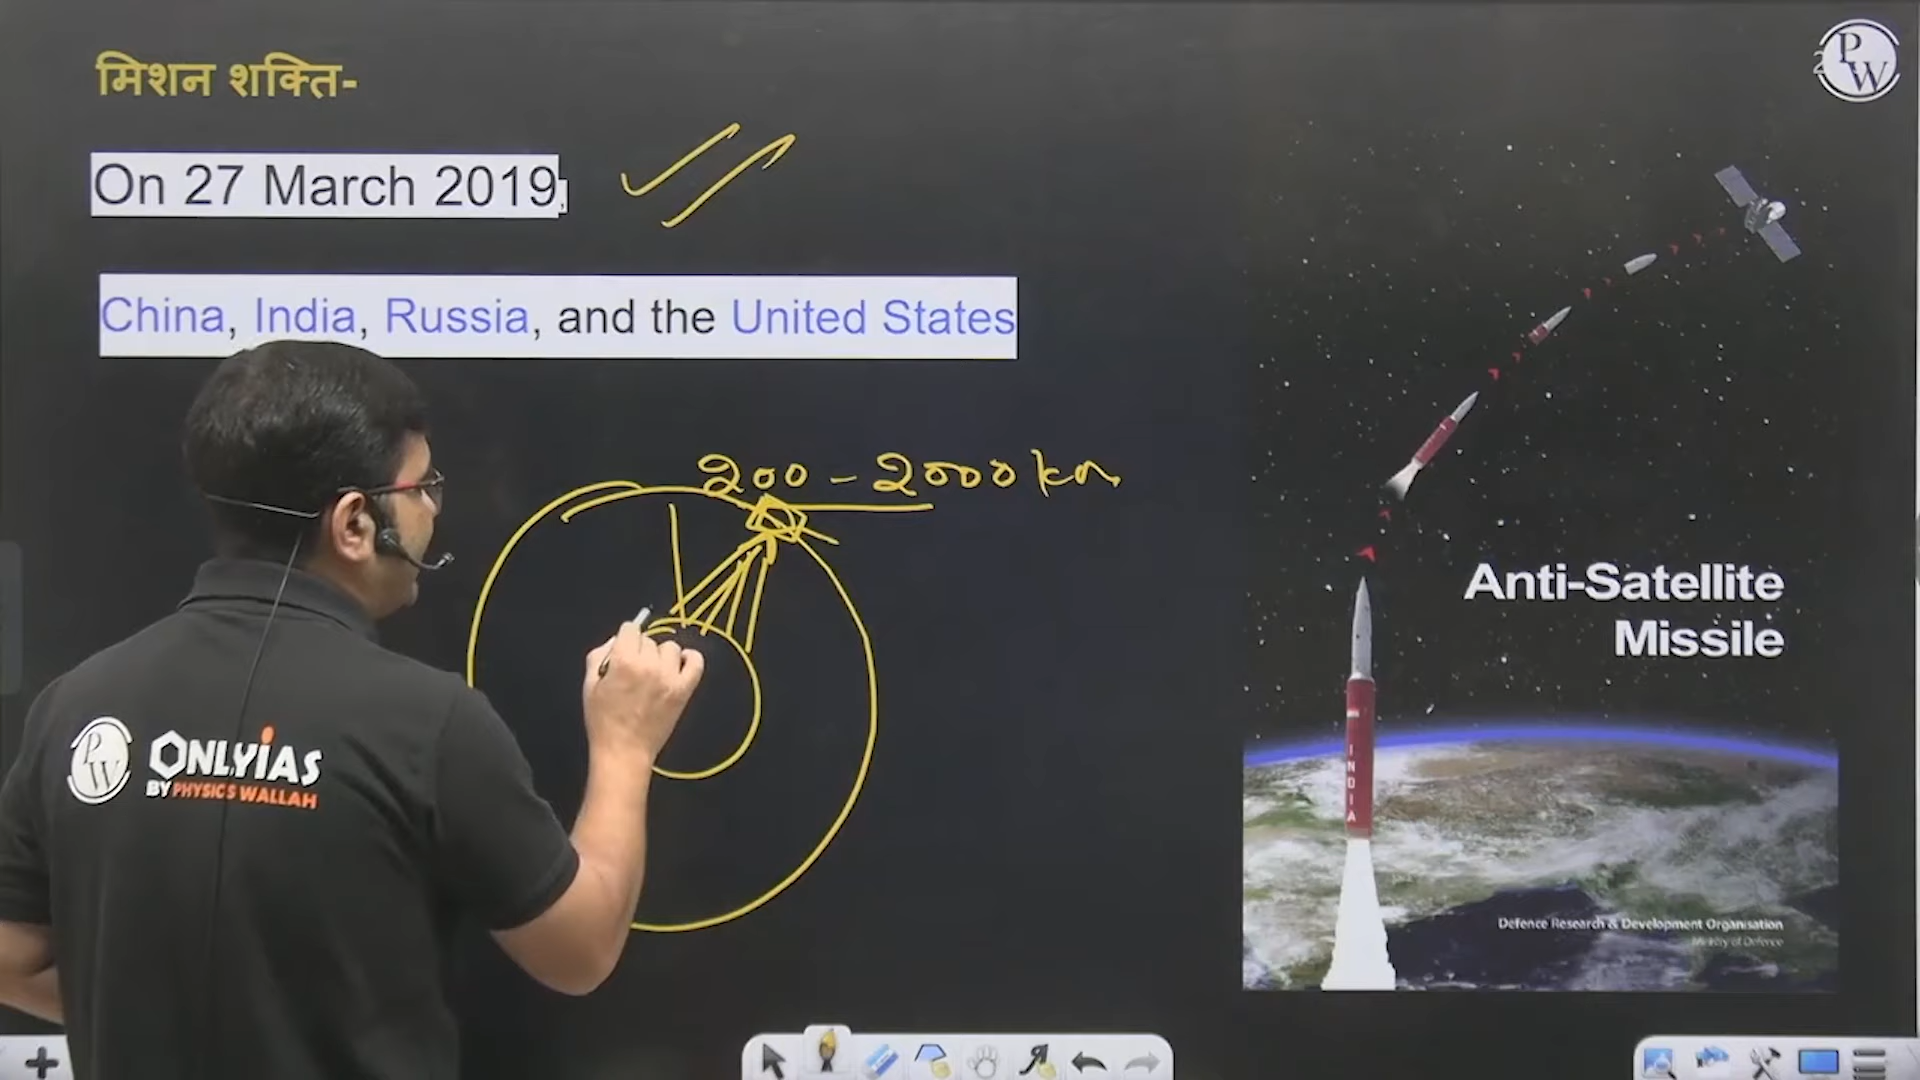 मिशन शक्ति-
On 27 March 2019,
China, India, Russia, and the United States
200 - 2000 km
Anti-Satellite
Missile
INDIA
Defence Research & Development Organisation
Ministry of Defence
PW
PW
ONLYIAS
BY PHYSICS WALLAH